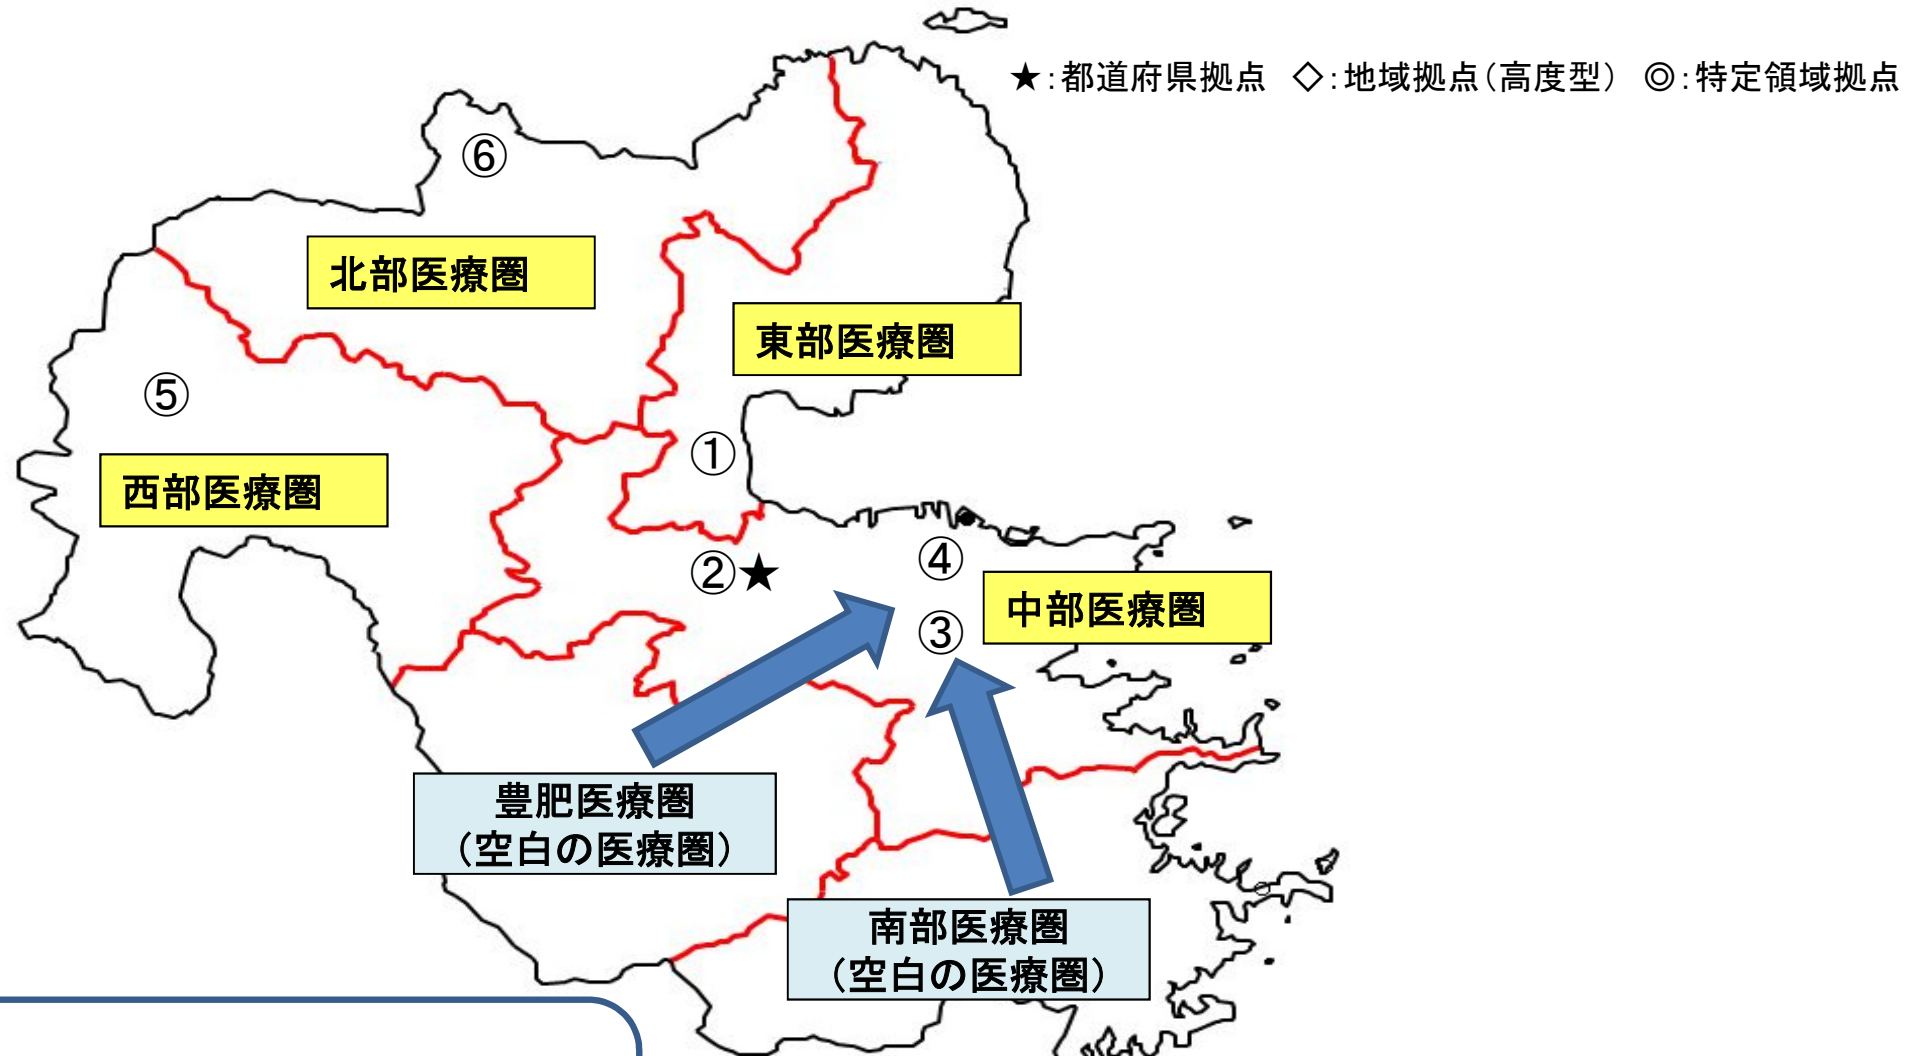 ★:都道府県拠点 ◇:地域拠点(高度型) ◎:特定領域拠点
⑥
北部医療圏
東部医療圏
⑤
①
西部医療圏
②★
④
中部医療圏
③
豊肥医療圏
(空白の医療圏)
南部医療圏
(空白の医療圏)